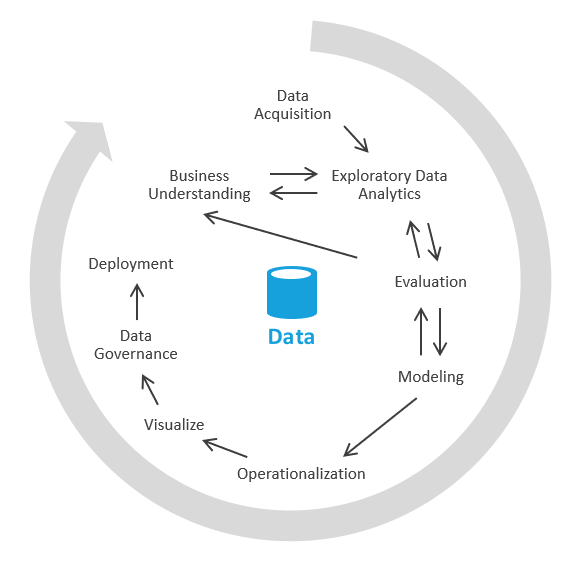 Data
Acquisition
Business
Understanding
Exploratory Data
Analytics
Deployment
Evaluation
Data
Data
Governance
Modeling
Visualize
Operationalization